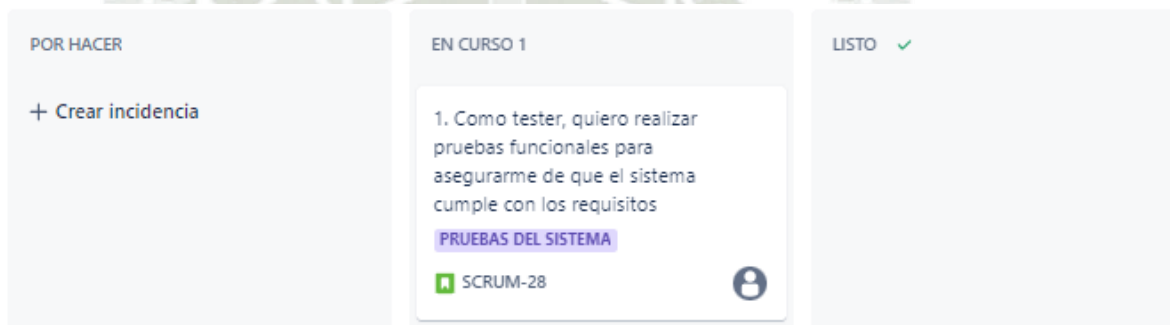 POR HACER
+ Crear incidencia
EN CURSO 1
1. Como tester, quiero realizar
pruebas funcionales para
asegurarme de que el sistema
cumple con los requisitos
PRUEBAS DEL SISTEMA
SCRUM-28
LISTO